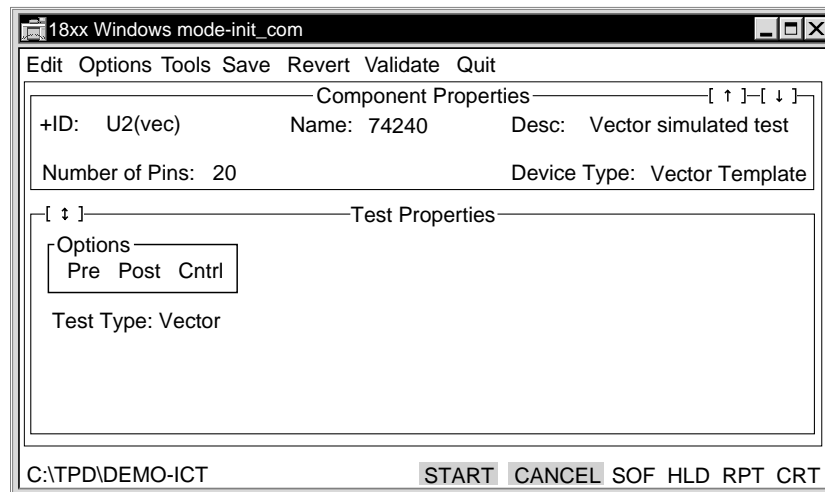 18xx Windows mode-init_com
Edit Options Tools Save Revert Validate Quit
Component Properties [ ↑ ] [ ↓ ]
+ID: U2(vec) Name: 74240 Desc: Vector simulated test
Number of Pins: 20 Device Type: Vector Template
[ ↕ ] Test Properties
Options
Pre Post Cntrl
Test Type: Vector
C:\TPD\DEMO-ICT START CANCEL SOF HLD RPT CRT